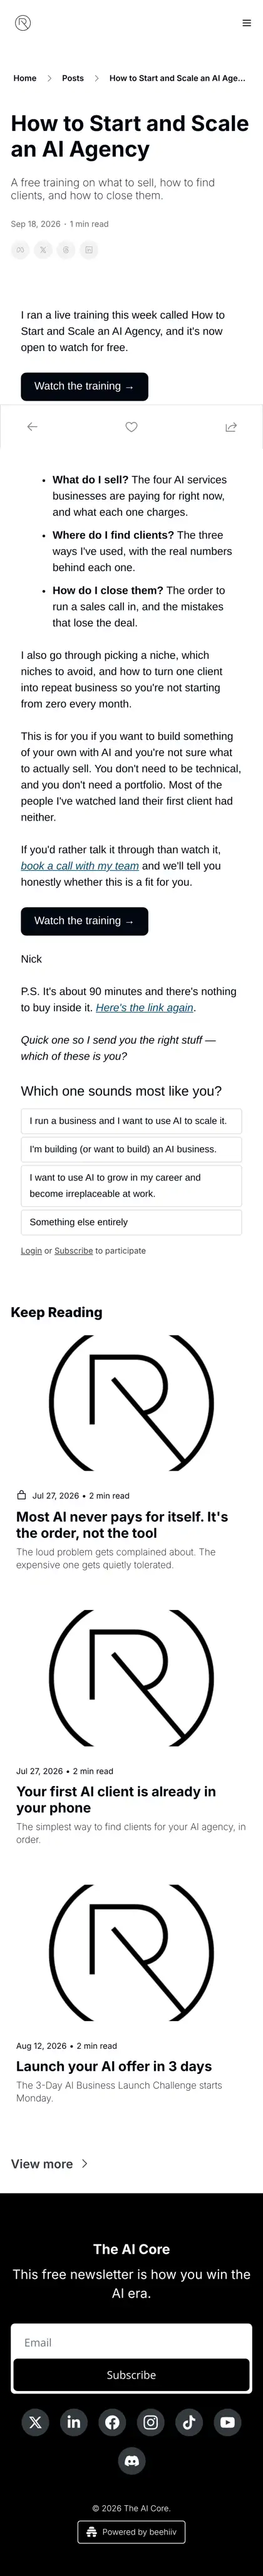 Home > Posts > How to Start and Scale an AI Age...
How to Start and Scale
an AI Agency
A free training on what to sell, how to find
clients, and how to close them.
Sep 18, 2026 · 1 min read
I ran a live training this week called How to
Start and Scale an AI Agency, and it's now
open to watch for free.
Watch the training →
• What do I sell? The four AI services
businesses are paying for right now,
and what each one charges.
• Where do I find clients? The three
ways I've used, with the real numbers
behind each one.
• How do I close them? The order to
run a sales call in, and the mistakes
that lose the deal.
I also go through picking a niche, which
niches to avoid, and how to turn one client
into repeat business so you're not starting
from zero every month.
This is for you if you want to build something
of your own with AI and you're not sure what
to actually sell. You don't need to be technical,
and you don't need a portfolio. Most of the
people I've watched land their first client had
neither.
If you'd rather talk it through than watch it,
book a call with my team and we'll tell you
honestly whether this is a fit for you.
Watch the training →
Nick
P.S. It's about 90 minutes and there's nothing
to buy inside it. Here's the link again.
Quick one so I send you the right stuff —
which of these is you?
Which one sounds most like you?
I run a business and I want to use AI to scale it.
I'm building (or want to build) an AI business.
I want to use AI to grow in my career and
become irreplaceable at work.
Something else entirely
Login or Subscribe to participate
Keep Reading
Jul 27, 2026 • 2 min read
Most AI never pays for itself. It's
the order, not the tool
The loud problem gets complained about. The
expensive one gets quietly tolerated.
Jul 27, 2026 • 2 min read
Your first AI client is already in
your phone
The simplest way to find clients for your AI agency, in
order.
Aug 12, 2026 • 2 min read
Launch your AI offer in 3 days
The 3-Day AI Business Launch Challenge starts
Monday.
View more >
The AI Core
This free newsletter is how you win the
AI era.
Email
Subscribe
© 2026 The AI Core.
Powered by beehiiv